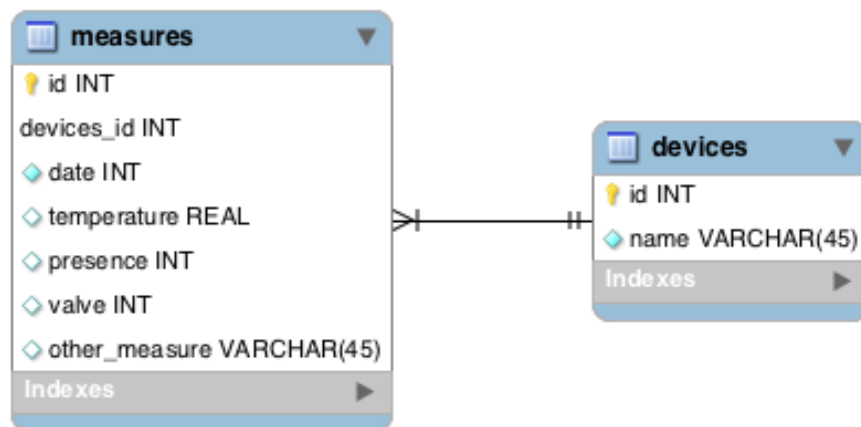 measures
id INT
devices_id INT
date INT
temperature REAL
presence INT
valve INT
other_measure VARCHAR(45)
Indexes
devices
id INT
name VARCHAR(45)
Indexes